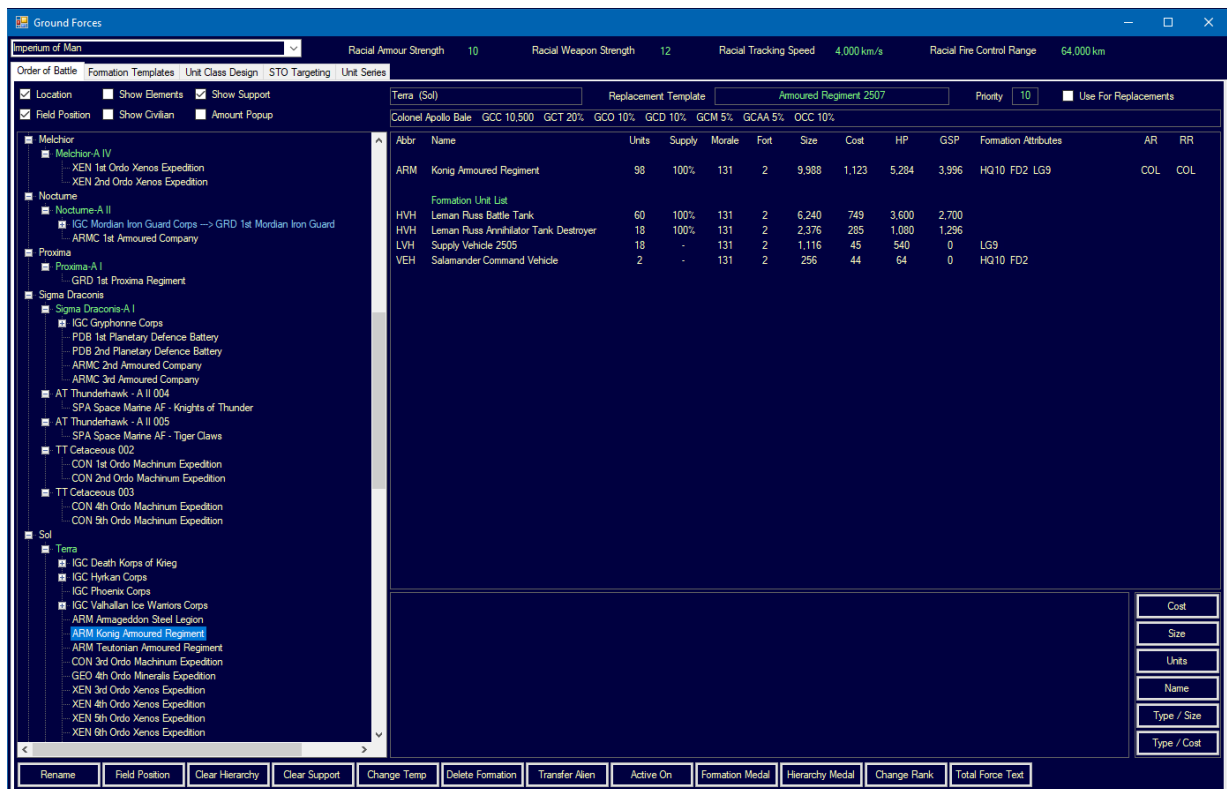 Ground Forces
Imperium of Man Racial Armour Strength 10 Racial Weapon Strength 12 Racial Tracking Speed 4,000 km/s Racial Fire Control Range 64,000 km
Order of Battle Formation Templates Unit Class Design STO Targeting Unit Series
Location Show Elements Show Support
Field Position Show Civilian Amount Popup
Melchior
Melchior-A IV
XEN 1st Ordo Xenos Expedition
XEN 2nd Ordo Xenos Expedition
Nocturne
Nocturne-A II
IGC Mordian Iron Guard Corps ---> GRD 1st Mordian Iron Guard
ARMC 1st Armoured Company
Proxima
Proxima-A I
GRD 1st Proxima Regiment
Sigma Draconis
Sigma Draconis-A I
IGC Gryphonne Corps
PDB 1st Planetary Defence Battery
PDB 2nd Planetary Defence Battery
ARMC 2nd Armoured Company
ARMC 3rd Armoured Company
AT Thunderhawk - A II 004
SPA Space Marine AF - Knights of Thunder
AT Thunderhawk - A II 005
SPA Space Marine AF - Tiger Claws
TT Cetaceous 002
CON 1st Ordo Machinum Expedition
CON 2nd Ordo Machinum Expedition
TT Cetaceous 003
CON 4th Ordo Machinum Expedition
CON 5th Ordo Machinum Expedition
Sol
Terra
IGC Death Korps of Krieg
IGC Hyrkan Corps
IGC Phoenix Corps
IGC Valhallan Ice Warriors Corps
ARM Armageddon Steel Legion
ARM Konig Armoured Regiment
ARM Teutonian Armoured Regiment
CON 3rd Ordo Machinum Expedition
GEO 4th Ordo Mineralis Expedition
XEN 3rd Ordo Xenos Expedition
XEN 4th Ordo Xenos Expedition
XEN 5th Ordo Xenos Expedition
XEN 6th Ordo Xenos Expedition
Terra (Sol) Replacement Template Armoured Regiment 2507 Priority 10 Use For Replacements
Colonel Apollo Bale GCC 10,500 GCT 20% GCO 10% GCD 10% GCM 5% GCAA 5% OCC 10%
Abbr Name Units Supply Morale Fort Size Cost HP GSP Formation Attributes AR RR
ARM Konig Armoured Regiment 98 100% 131 2 9,988 1,123 5,284 3,996 HQ10 FD2 LG9 COL COL
Formation Unit List
HVH Leman Russ Battle Tank 60 100% 131 2 6,240 749 3,600 2,700
HVH Leman Russ Annihilator Tank Destroyer 18 100% 131 2 2,376 285 1,080 1,296
LVH Supply Vehicle 2505 18 - 131 2 1,116 45 540 0 LG9
VEH Salamander Command Vehicle 2 - 131 2 256 44 64 0 HQ10 FD2
Cost
Size
Units
Name
Type / Size
Type / Cost
Rename Field Position Clear Hierarchy Clear Support Change Temp Delete Formation Transfer Alien Active On Formation Medal Hierarchy Medal Change Rank Total Force Text